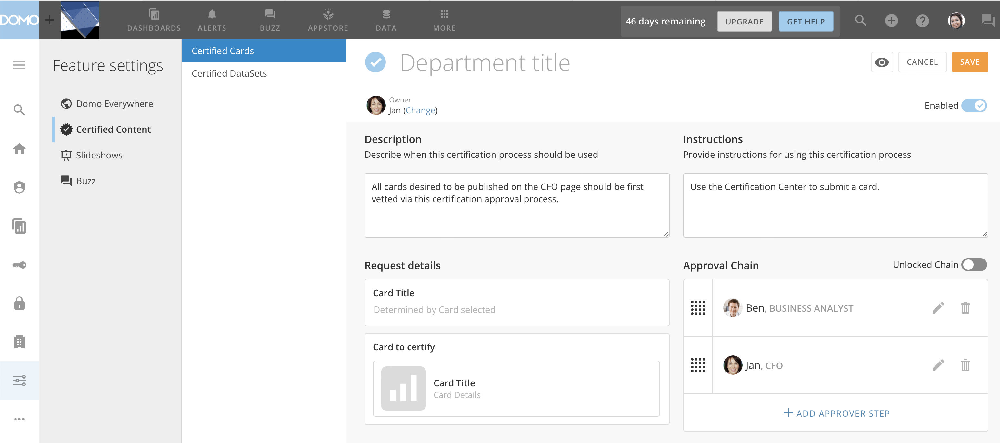 DOMO
DASHBOARDS
ALERTS
BUZZ
APPSTORE
DATA
MORE
46 days remaining
UPGRADE
GET HELP
Feature settings
Domo Everywhere
Certified Content
Slideshows
Buzz
Certified Cards
Certified DataSets
Department title
CANCEL
SAVE
Owner
Jan (Change)
Enabled
Description
Describe when this certification process should be used
All cards desired to be published on the CFO page should be first
vetted via this certification approval process.
Instructions
Provide instructions for using this certification process
Use the Certification Center to submit a card.
Request details
Card Title
Determined by Card selected
Card to certify
Card Title
Card Details
Approval Chain
Unlocked Chain
Ben, BUSINESS ANALYST
Jan, CFO
+ ADD APPROVER STEP